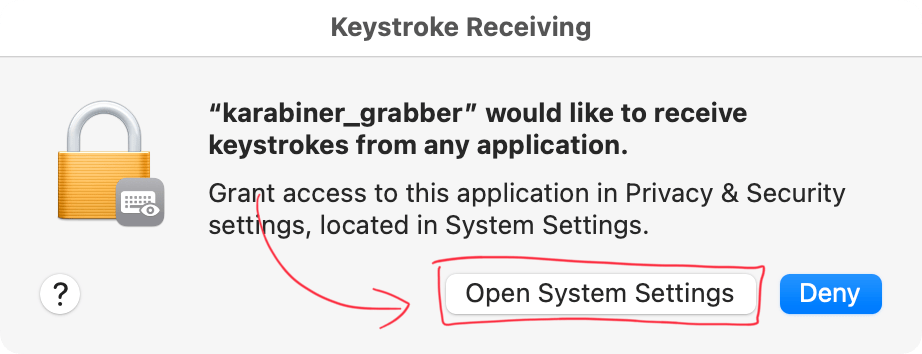 Keystroke Receiving
“karabiner_grabber” would like to receive
keystrokes from any application.
Grant access to this application in Privacy & Security
settings, located in System Settings.
?
Open System Settings
Deny